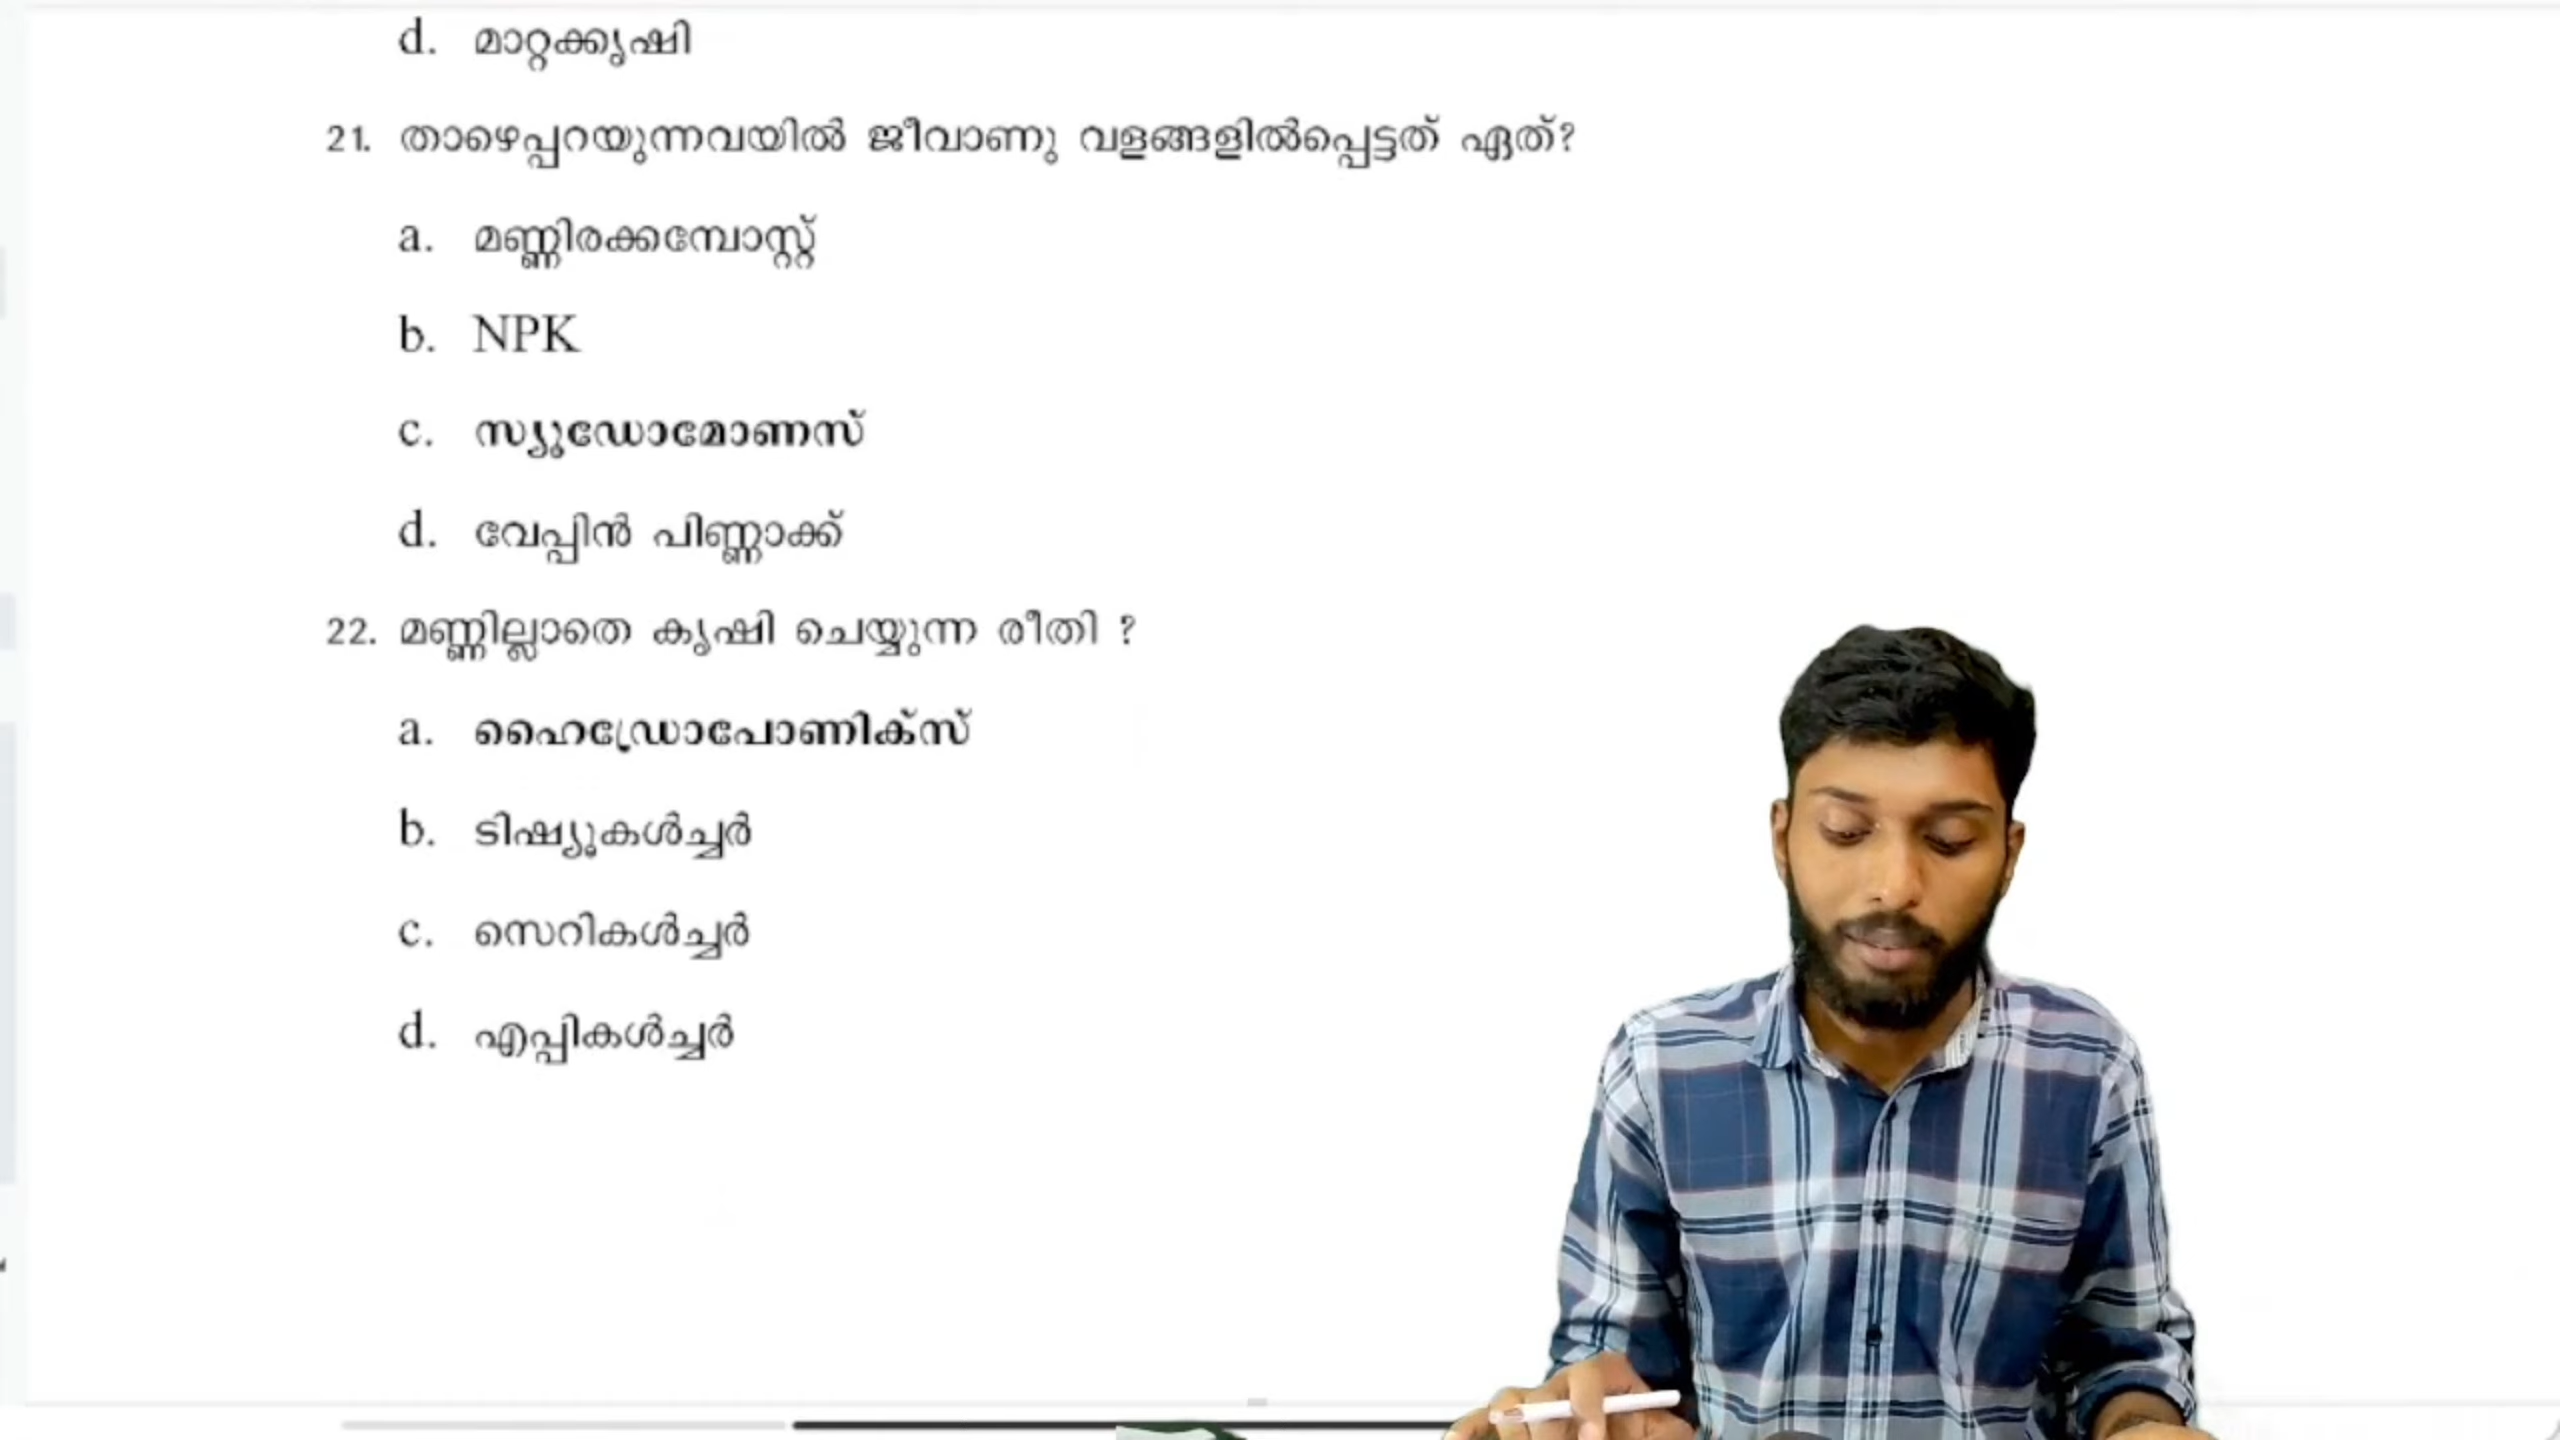 d. മാറ്റക്കൃഷി
21. താഴെപ്പറയുന്നവയിൽ ജീവാണു വളങ്ങളിൽപ്പെട്ടത് ഏത്?
a. മണ്ണിരക്കമ്പോസ്റ്റ്
b. NPK
c. സ്യൂഡോമോണസ്
d. വേപ്പിൻ പിണ്ണാക്ക്
22. മണ്ണില്ലാതെ കൃഷി ചെയ്യുന്ന രീതി ?
a. ഹൈഡ്രോപോണിക്സ്
b. ടിഷ്യൂകൾച്ചർ
c. സെറികൾച്ചർ
d. എപ്പികൾച്ചർ